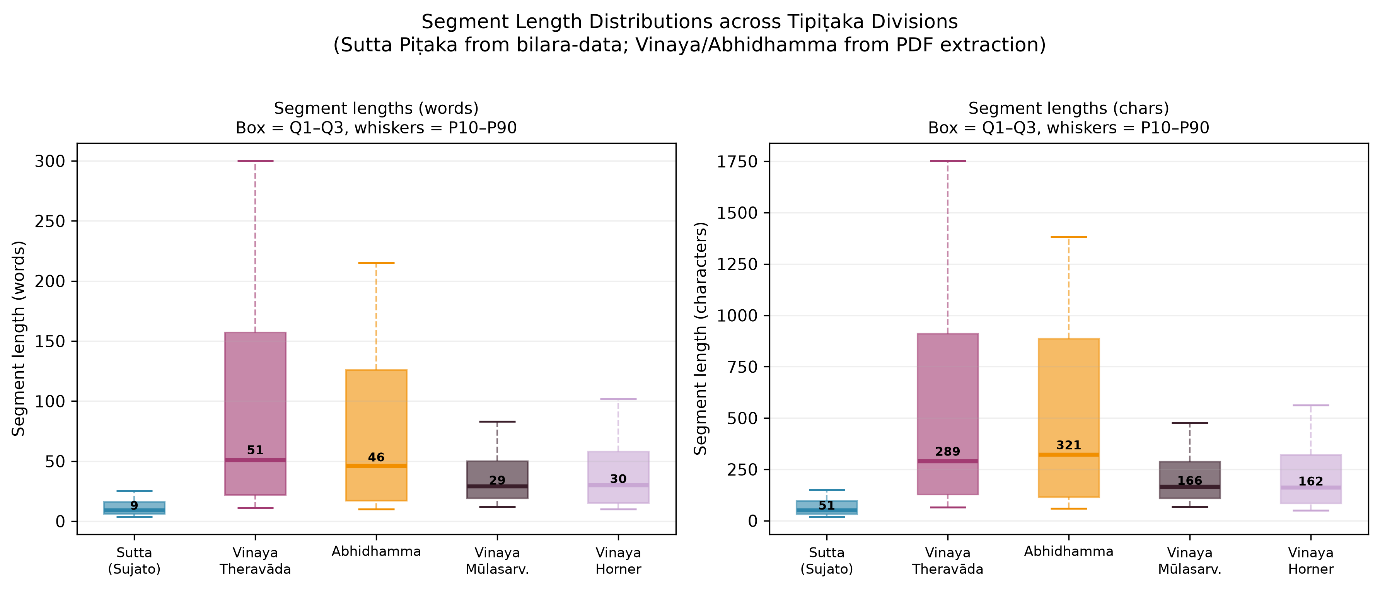 Segment Length Distributions across Tipiṭaka Divisions
(Sutta Piṭaka from bilara-data; Vinaya/Abhidhamma from PDF extraction)
Segment lengths (words)
Box = Q1–Q3, whiskers = P10–P90
Segment length (words)
300
250
200
150
100
50
0
9
51
46
29
30
Sutta
(Sujato)
Vinaya
Theravāda
Abhidhamma
Vinaya
Mūlasarv.
Vinaya
Horner
Segment lengths (chars)
Box = Q1–Q3, whiskers = P10–P90
Segment length (characters)
1750
1500
1250
1000
750
500
250
0
51
289
321
166
162
Sutta
(Sujato)
Vinaya
Theravāda
Abhidhamma
Vinaya
Mūlasarv.
Vinaya
Horner